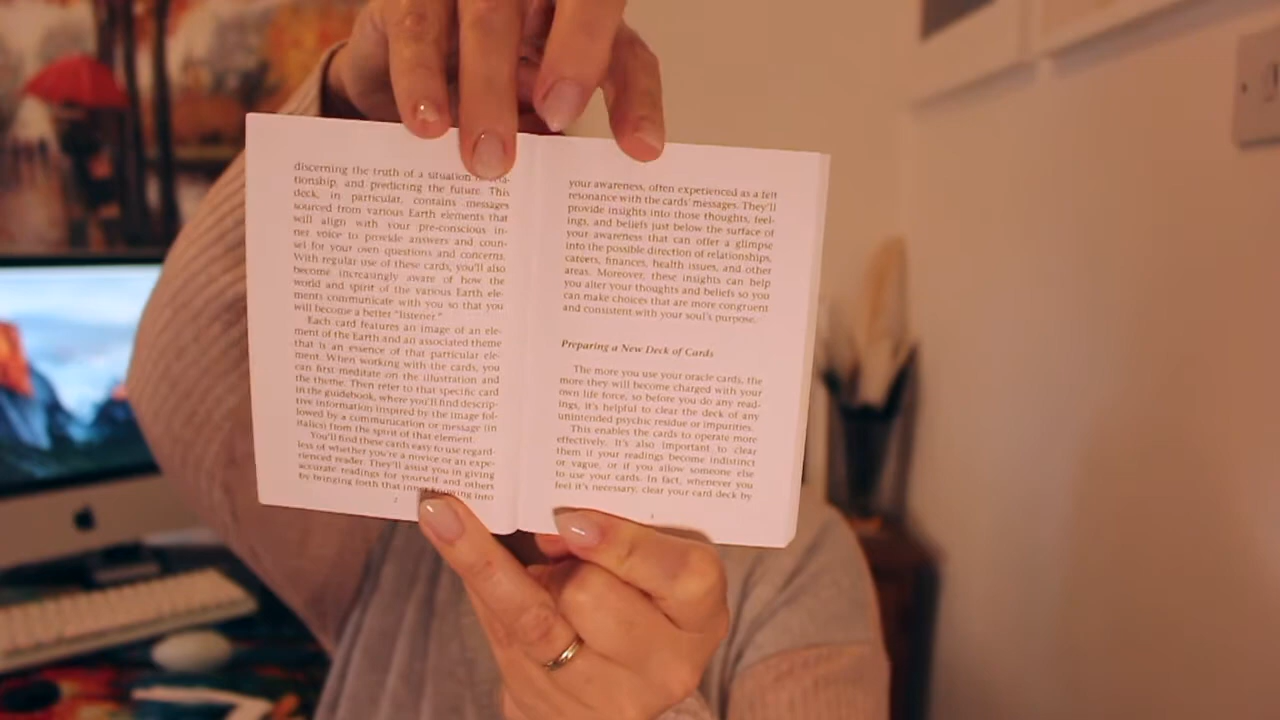 discerning the truth of a situation
tionship, and predicting the future. This
deck, in particular, contains messages
sourced from various Earth elements that
will align with your pre-conscious in-
ner voice to provide answers and coun-
sel for your own questions and concerns.
With regular use of these cards, you'll also
become increasingly aware of how the
world and spirit of the various Earth ele-
ments communicate with you so that you
will become a better "listener."
Each card features an image of an ele-
ment of the Earth and an associated theme
that is an essence of that particular ele-
ment. When working with the cards, you
can first meditate on the illustration and
the theme. Then refer to that specific card
in the guidebook, where you'll find descrip-
tive information inspired by the image fol-
lowed by a communication or message (in
italics) from the spirit of that element.
You'll find these cards easy to use regard-
less of whether you're a novice or an expe-
rienced reader. They'll assist you in giving
accurate readings for yourself and others
by bringing forth that inner knowing into
2
your awareness, often experienced as a felt
resonance with the cards' messages. They'll
provide insights into those thoughts, feel-
ings, and beliefs just below the surface of
your awareness that can offer a glimpse
into the possible direction of relationships,
careers, finances, health issues, and other
areas. Moreover, these insights can help
you alter your thoughts and beliefs so you
can make choices that are more congruent
and consistent with your soul's purpose.
Preparing a New Deck of Cards
The more you use your oracle cards, the
more they will become charged with your
own life force, so before you do any read-
ings, it's helpful to clear the deck of any
unintended psychic residue or impurities.
This enables the cards to operate more
effectively. It's also important to clear
them if your readings become indistinct
or vague, or if you allow someone else
to use your cards. In fact, whenever you
feel it's necessary, clear your card deck by